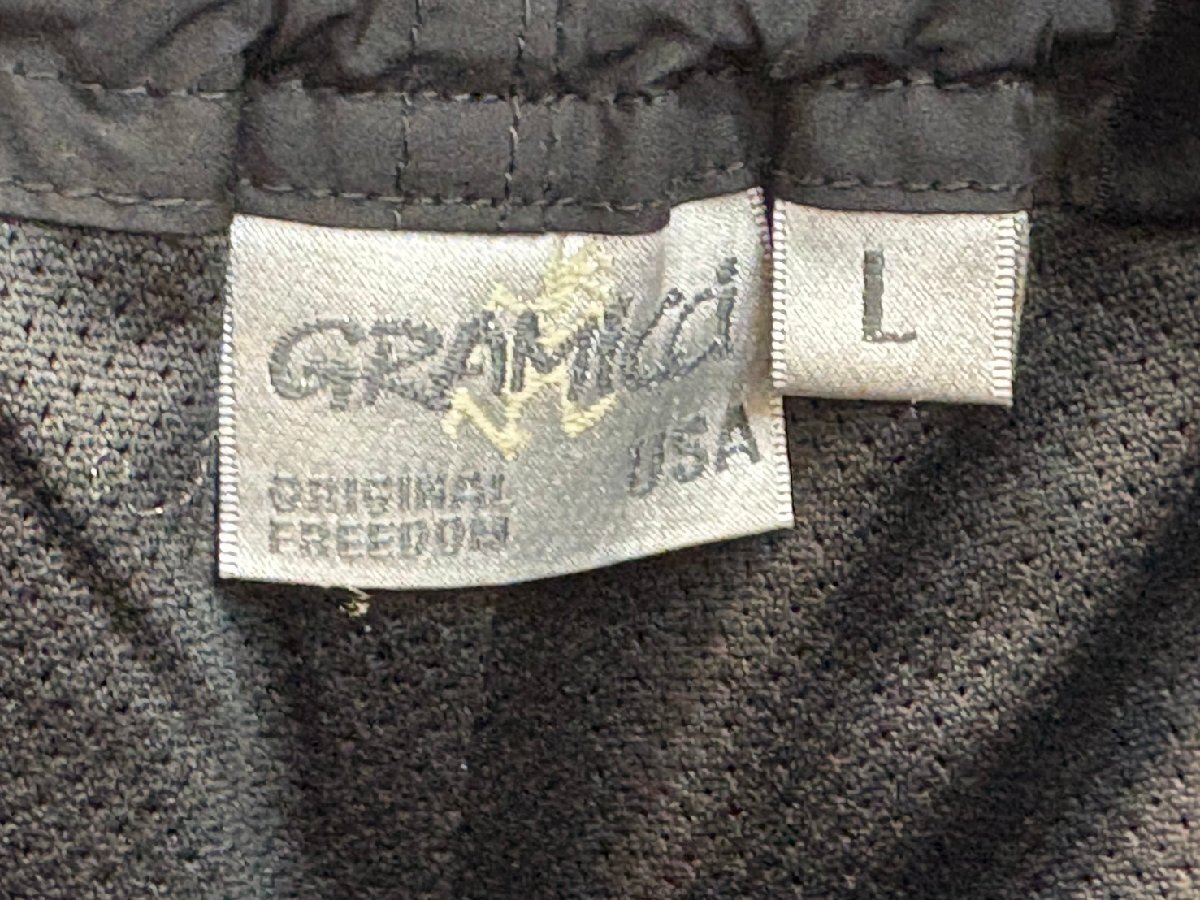 GRAMicci
USA
ORIGINAL
FREEDOM
L